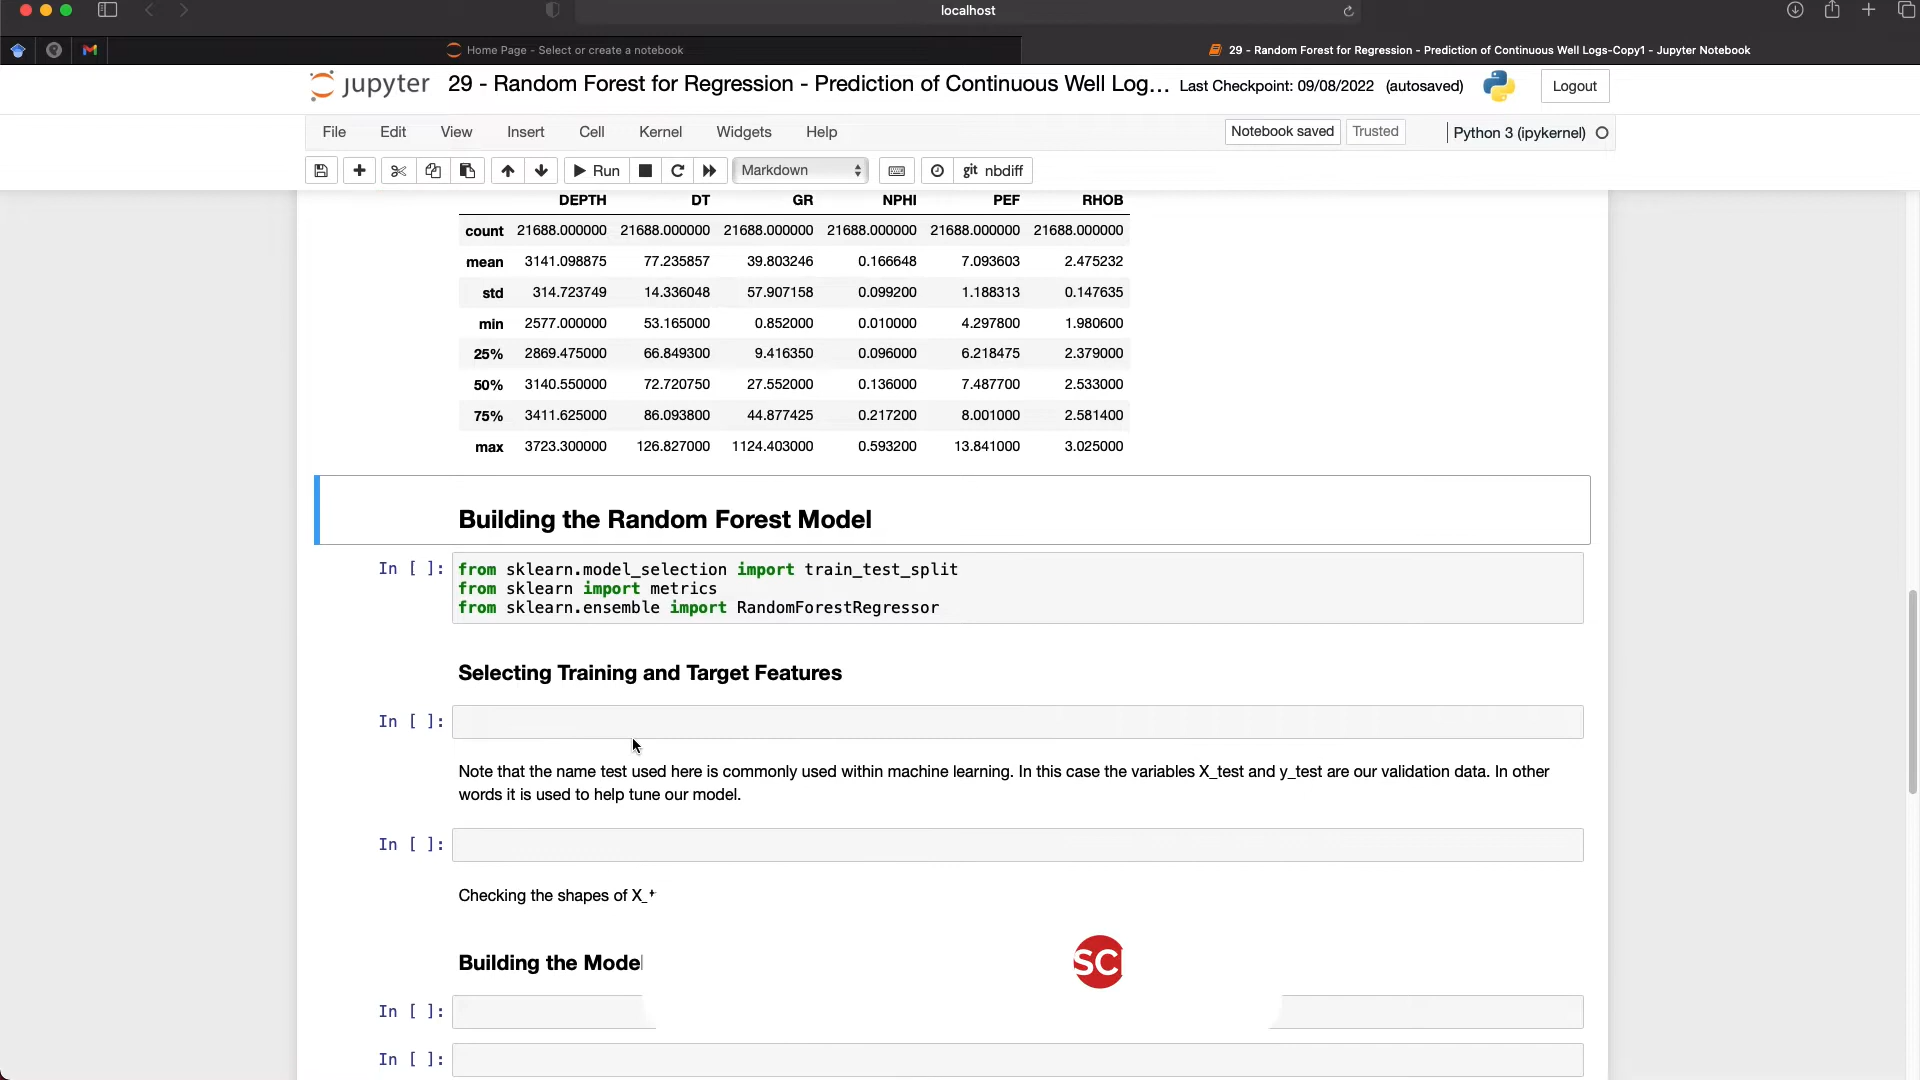 localhost
Home Page - Select or create a notebook
29 - Random Forest for Regression - Prediction of Continuous Well Logs-Copy1 - Jupyter Notebook
jupyter 29 - Random Forest for Regression - Prediction of Continuous Well Log... Last Checkpoint: 09/08/2022 (autosaved) Logout
File Edit View Insert Cell Kernel Widgets Help Notebook saved Trusted Python 3 (ipykernel)
Run Markdown git nbdiff
DEPTH DT GR NPHI PEF RHOB
count 21688.000000 21688.000000 21688.000000 21688.000000 21688.000000 21688.000000
mean 3141.098875 77.235857 39.803246 0.166648 7.093603 2.475232
std 314.723749 14.336048 57.907158 0.099200 1.188313 0.147635
min 2577.000000 53.165000 0.852000 0.010000 4.297800 1.980600
25% 2869.475000 66.849300 9.416350 0.096000 6.218475 2.379000
50% 3140.550000 72.720750 27.552000 0.136000 7.487700 2.533000
75% 3411.625000 86.093800 44.877425 0.217200 8.001000 2.581400
max 3723.300000 126.827000 1124.403000 0.593200 13.841000 3.025000
Building the Random Forest Model
In [ ]: from sklearn.model_selection import train_test_split
from sklearn import metrics
from sklearn.ensemble import RandomForestRegressor
Selecting Training and Target Features
In [ ]:
Note that the name test used here is commonly used within machine learning. In this case the variables X_test and y_test are our validation data. In other
words it is used to help tune our model.
In [ ]:
Checking the shapes of X_
Building the Model
SC
In [ ]:
In [ ]: